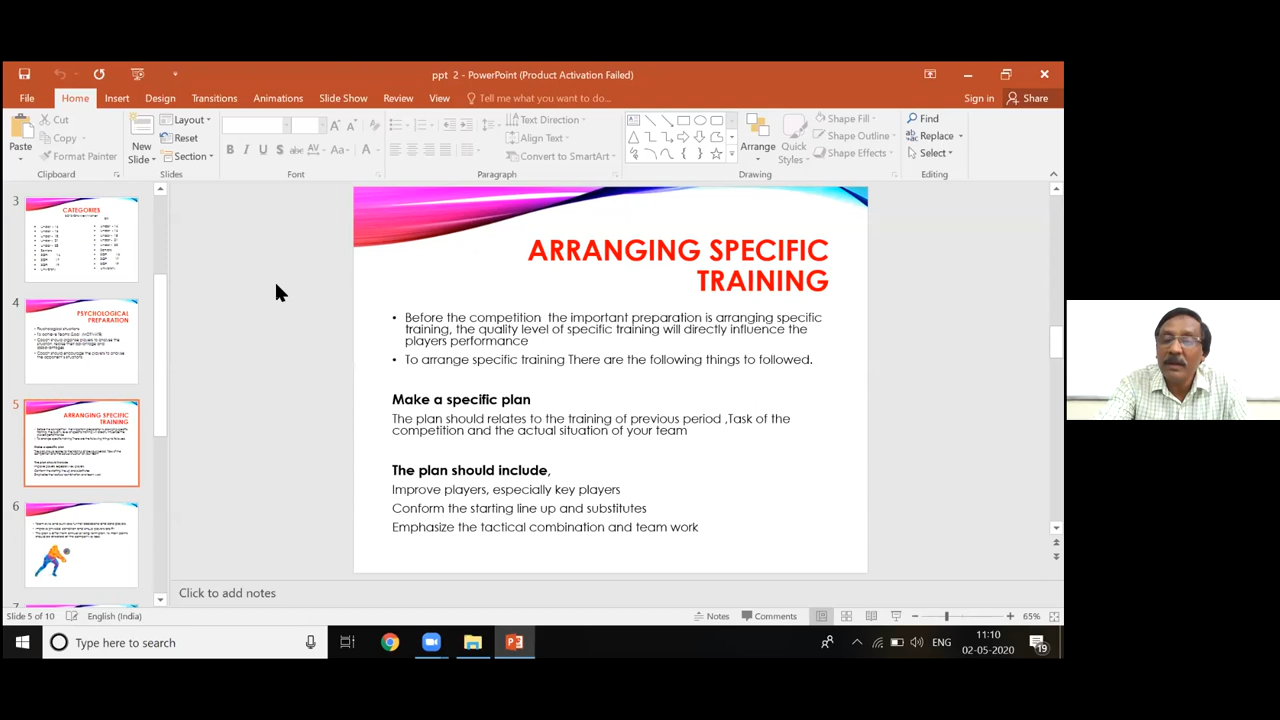 ppt 2 - PowerPoint (Product Activation Failed)
File Home Insert Design Transitions Animations Slide Show Review View Tell me what you want to do... Sign in Share
Paste
Cut
Copy
Format Painter
Clipboard
New
Slide
Layout
Reset
Section
Slides
Font
Text Direction
Align Text
Convert to SmartArt
Paragraph
Arrange
Quick
Styles
Shape Fill
Shape Outline
Shape Effects
Drawing
Find
Replace
Select
Editing
3
CATEGORIES
4
PSYCHOLOGICAL
PREPARATION
5
ARRANGING SPECIFIC
TRAINING
6
7
ARRANGING SPECIFIC
TRAINING
• Before the competition the important preparation is arranging specific
training, the quality level of specific training will directly influence the
players performance
• To arrange specific training There are the following things to followed.
Make a specific plan
The plan should relates to the training of previous period ,Task of the
competition and the actual situation of your team
The plan should include,
Improve players, especially key players
Conform the starting line up and substitutes
Emphasize the tactical combination and team work
Click to add notes
Slide 5 of 10 English (India) Notes Comments 65%
Type here to search
ENG
11:10
02-05-2020
19